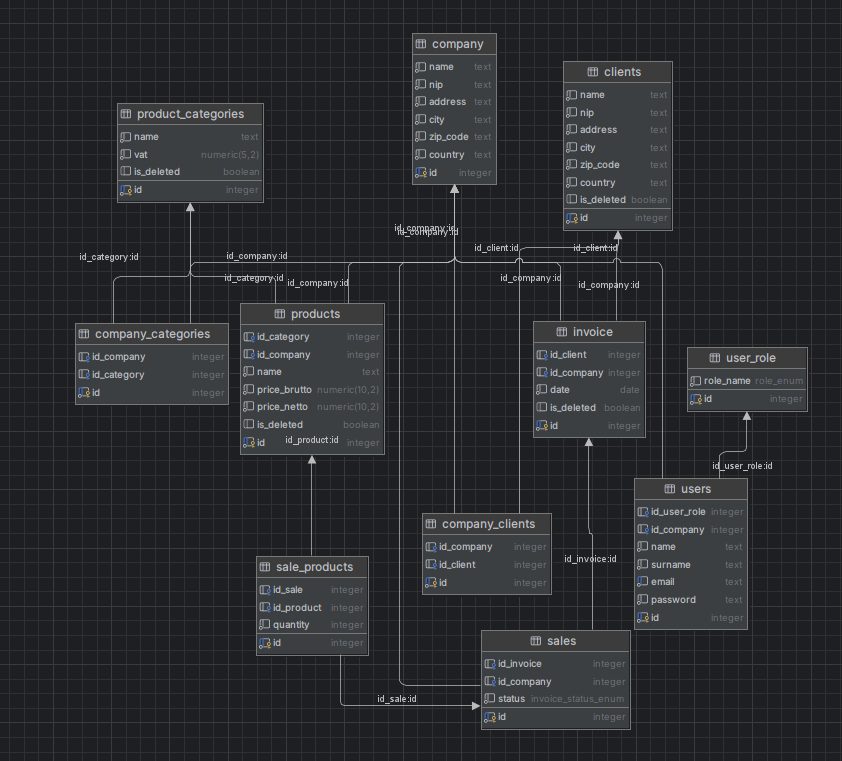 company
name text
nip text
address text
city text
zip_code text
country text
id integer
clients
name text
nip text
address text
city text
zip_code text
country text
is_deleted boolean
id integer
product_categories
name text
vat numeric(5,2)
is_deleted boolean
id integer
id_company:id
id_company:id
id_client:id
id_client:id
id_category:id
id_company:id
id_category:id
id_company:id
id_company:id
id_company:id
company_categories
id_company integer
id_category integer
id integer
products
id_category integer
id_company integer
name text
price_brutto numeric(10,2)
price_netto numeric(10,2)
is_deleted boolean
id integer
id_product:id
invoice
id_client integer
id_company integer
date date
is_deleted boolean
id integer
user_role
role_name role_enum
id integer
id_user_role:id
users
id_user_role integer
id_company integer
name text
surname text
email text
password text
id integer
company_clients
id_company integer
id_client integer
id integer
id_invoice:id
sale_products
id_sale integer
id_product integer
quantity integer
id integer
sales
id_invoice integer
id_company integer
status invoice_status_enum
id integer
id_sale:id